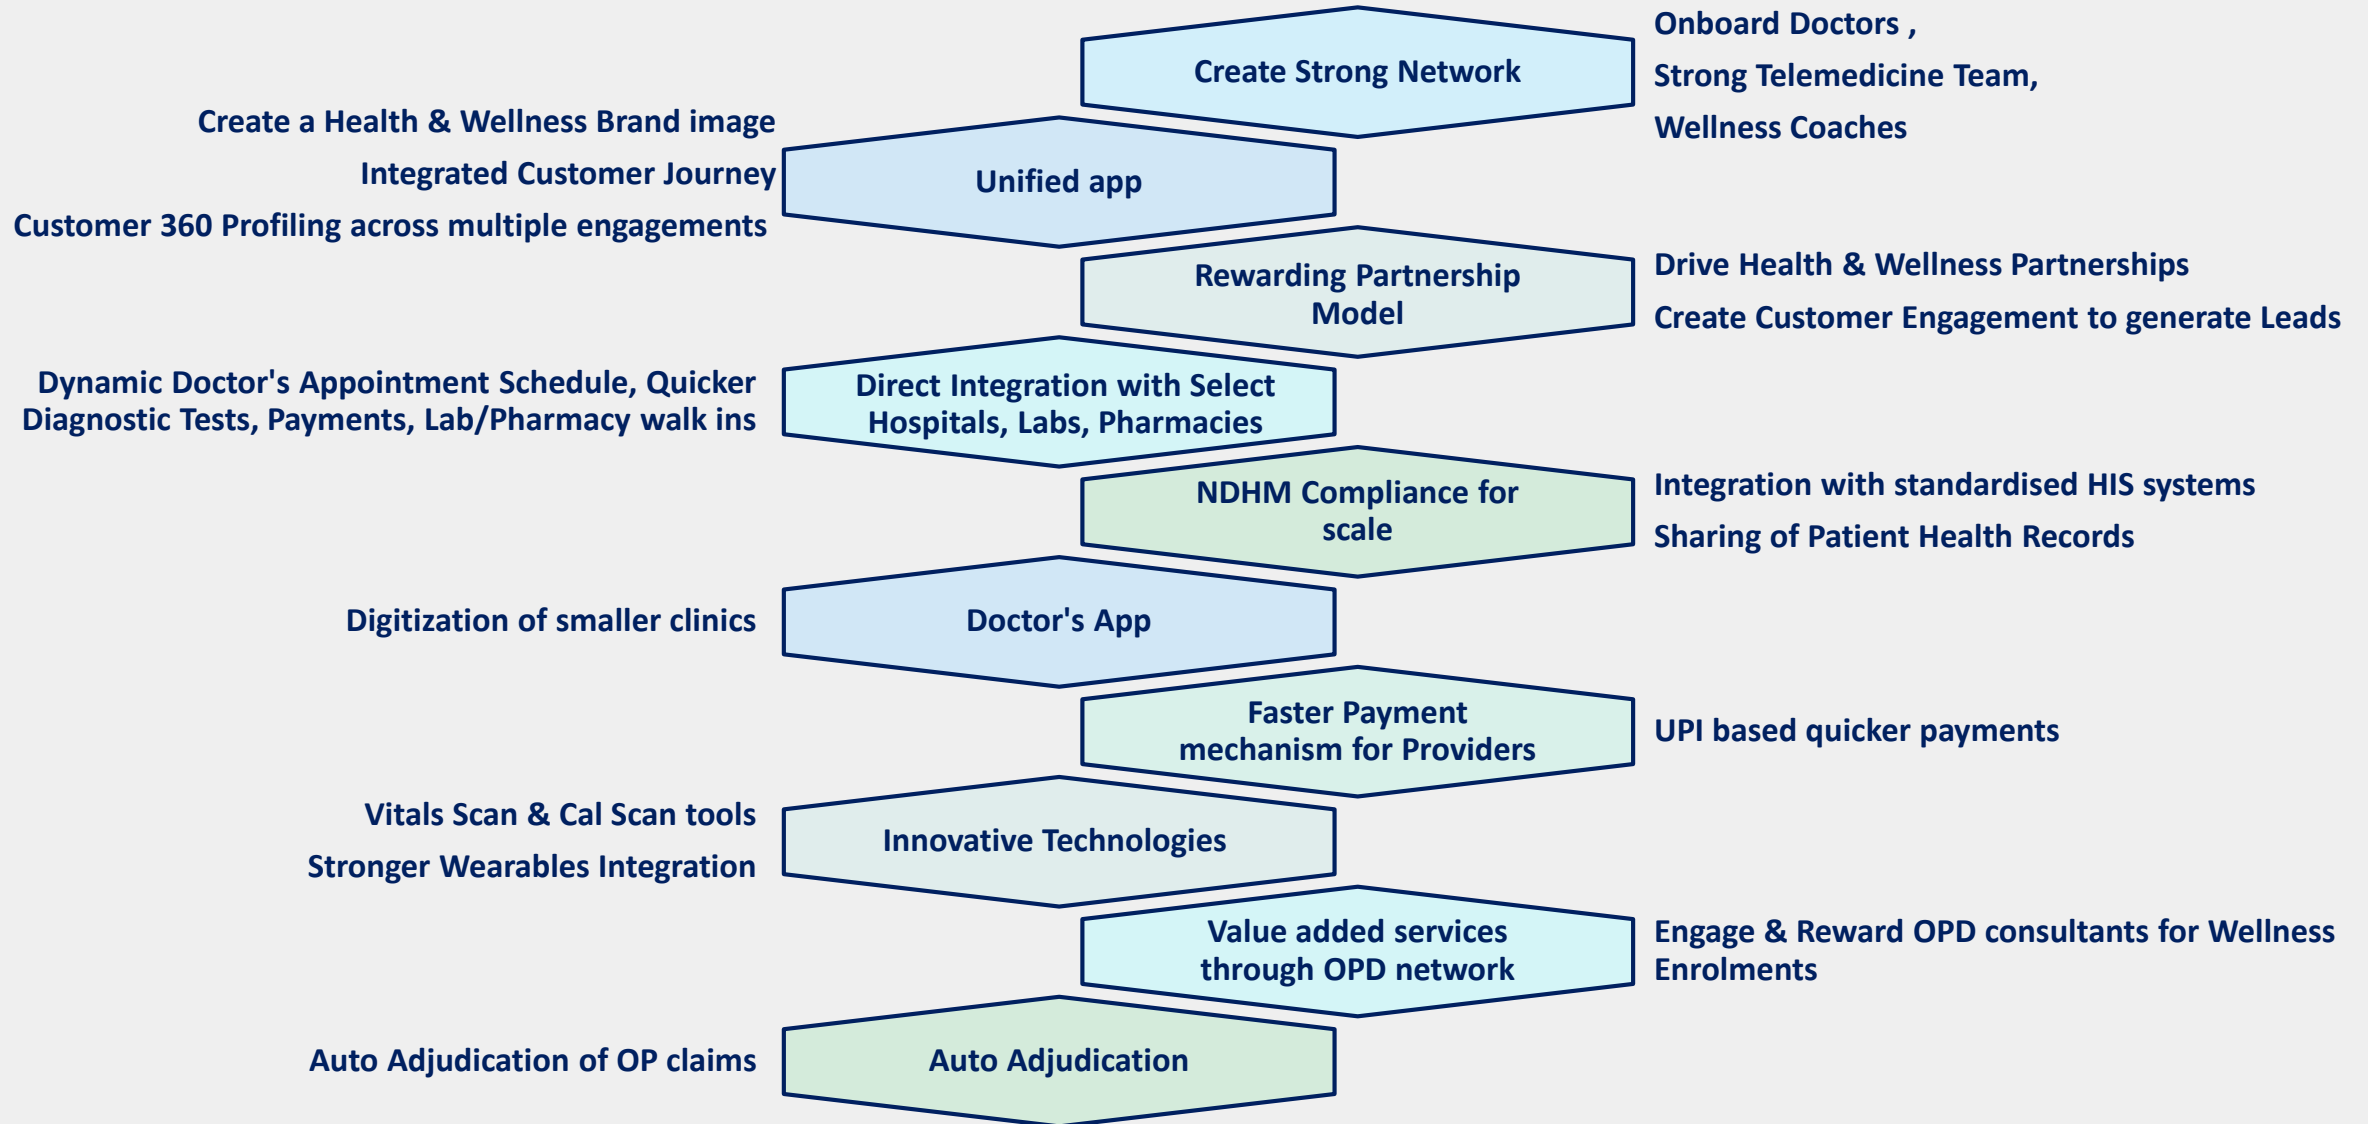 Create Strong Network
Onboard Doctors ,
Strong Telemedicine Team,
Wellness Coaches
Create a Health & Wellness Brand image
Integrated Customer Journey
Customer 360 Profiling across multiple engagements
Unified app
Rewarding Partnership
Model
Drive Health & Wellness Partnerships
Create Customer Engagement to generate Leads
Dynamic Doctor's Appointment Schedule, Quicker
Diagnostic Tests, Payments, Lab/Pharmacy walk ins
Direct Integration with Select
Hospitals, Labs, Pharmacies
NDHM Compliance for
scale
Integration with standardised HIS systems
Sharing of Patient Health Records
Digitization of smaller clinics
Doctor's App
Faster Payment
mechanism for Providers
UPI based quicker payments
Vitals Scan & Cal Scan tools
Stronger Wearables Integration
Innovative Technologies
Value added services
through OPD network
Engage & Reward OPD consultants for Wellness
Enrolments
Auto Adjudication of OP claims
Auto Adjudication